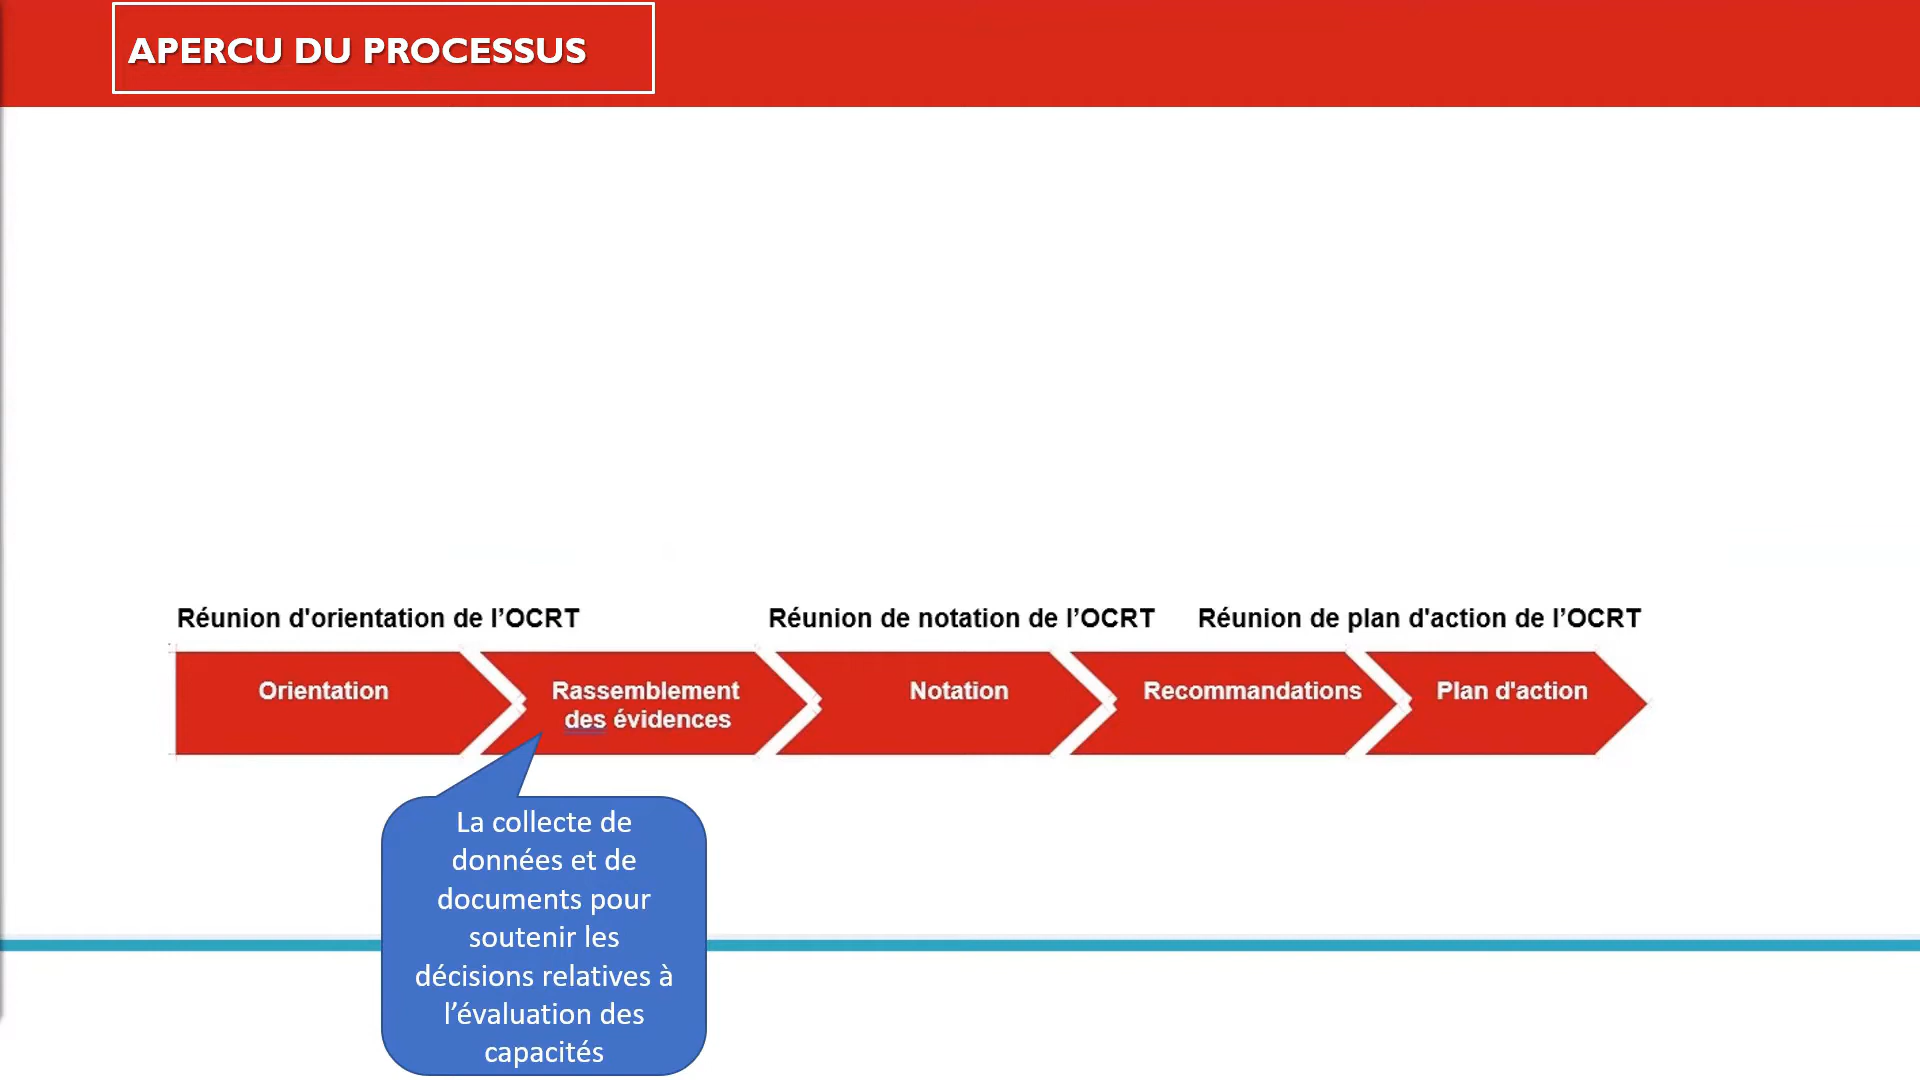 APERCU DU PROCESSUS
Réunion d'orientation de l’OCRT
Réunion de notation de l’OCRT
Réunion de plan d'action de l’OCRT
Orientation
Rassemblement
des évidences
Notation
Recommandations
Plan d'action
La collecte de
données et de
documents pour
soutenir les
décisions relatives à
l’évaluation des
capacités